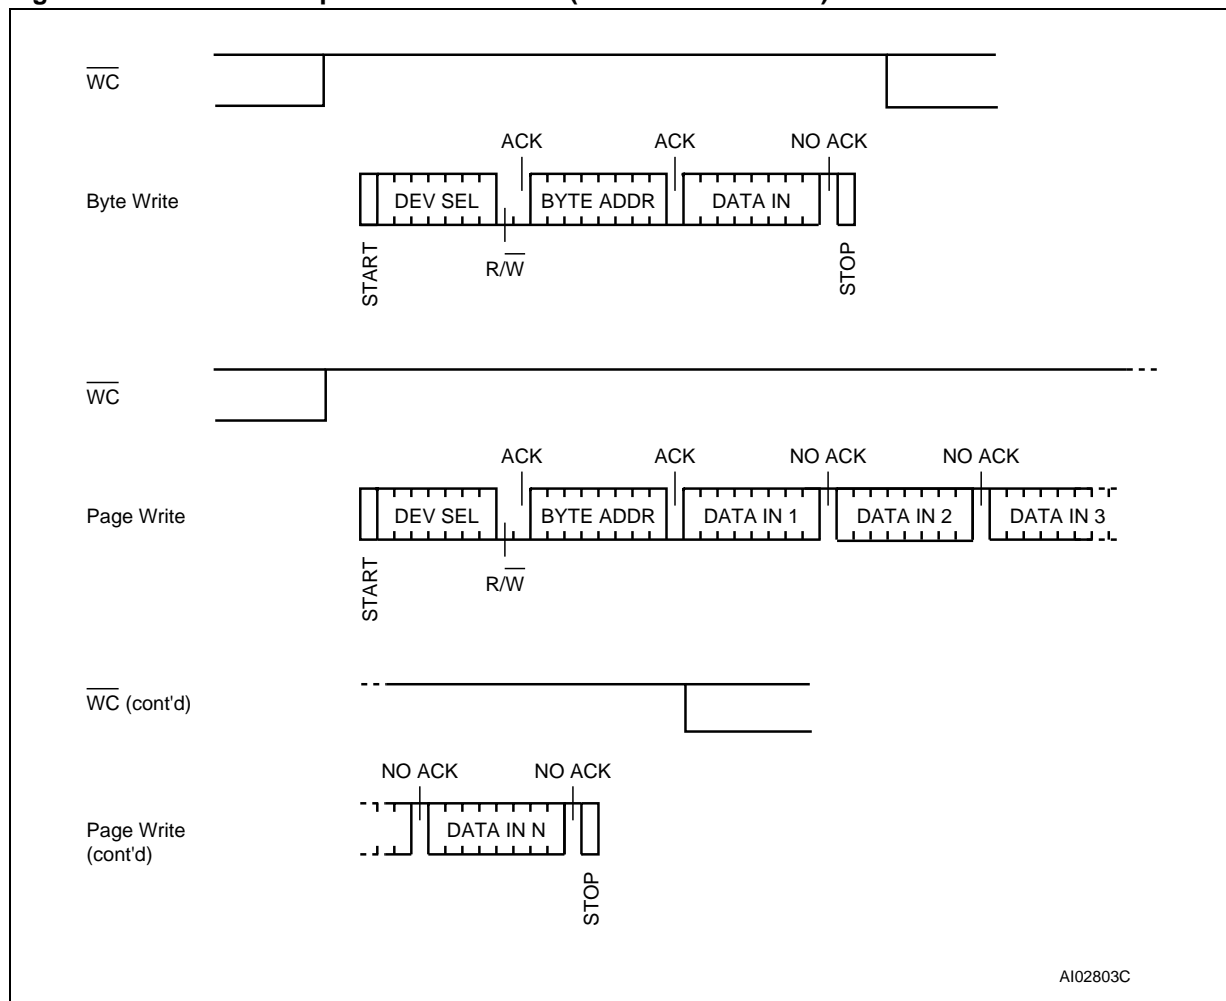 WC
ACK ACK NO ACK
Byte Write
DEV SEL BYTE ADDR DATA IN
START
R/W
STOP
WC
ACK ACK NO ACK NO ACK
Page Write
DEV SEL BYTE ADDR DATA IN 1 DATA IN 2 DATA IN 3
START
R/W
WC (cont'd)
NO ACK NO ACK
Page Write
(cont'd)
DATA IN N
STOP
AI02803C